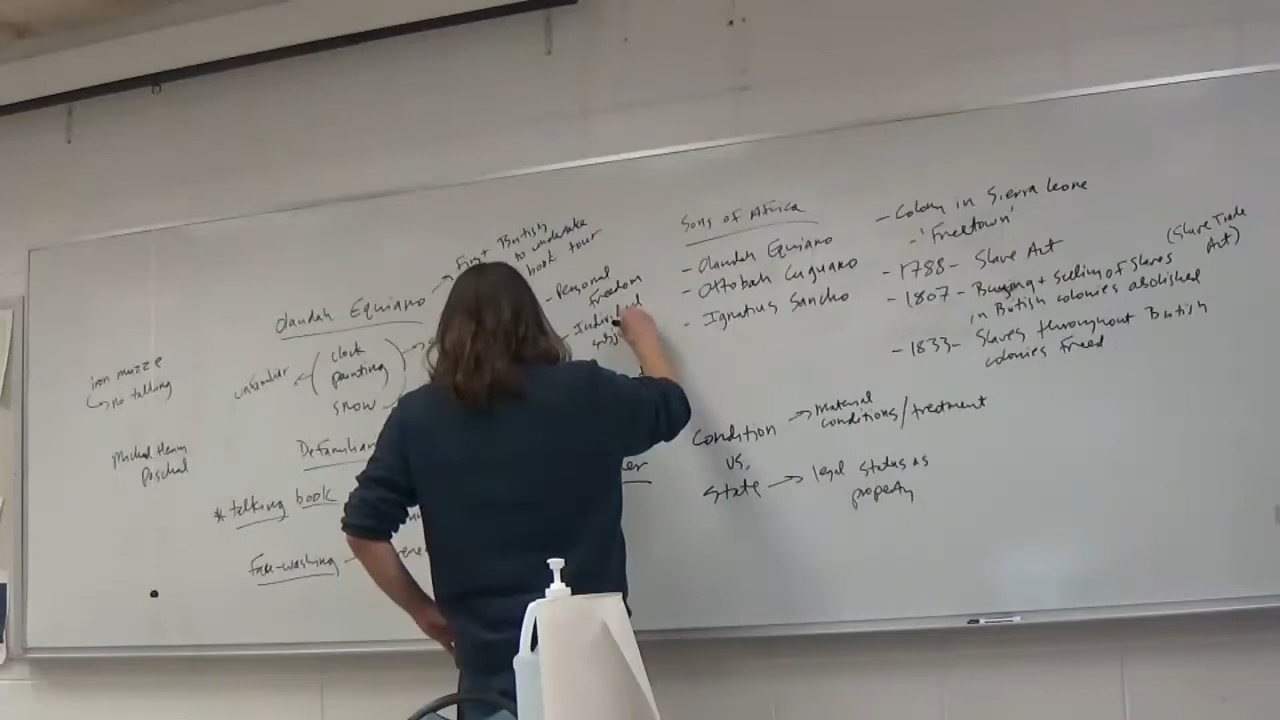 iron muzze
no talking
Michael Henry
Pascal
Olaudah Equiano
First British
to undertake
book tour
unfamiliar
clock
painting
snow
Defamiliar
*talking book
Face-washing
- Personal
freedom
- Individual
Sons of Africa
- Olaudah Equiano
- Ottobah Cuguano
- Ignatius Sancho
- Colony in Sierra Leone
- 'Freetown'
- 1788 - Slave Act
- 1807 - Buying + Selling of Slaves (Slave Trade Act)
in British colonies abolished
- 1833 - Slaves throughout British
colonies freed
Condition → Material
conditions/treatment
vs.
State → legal status as
property